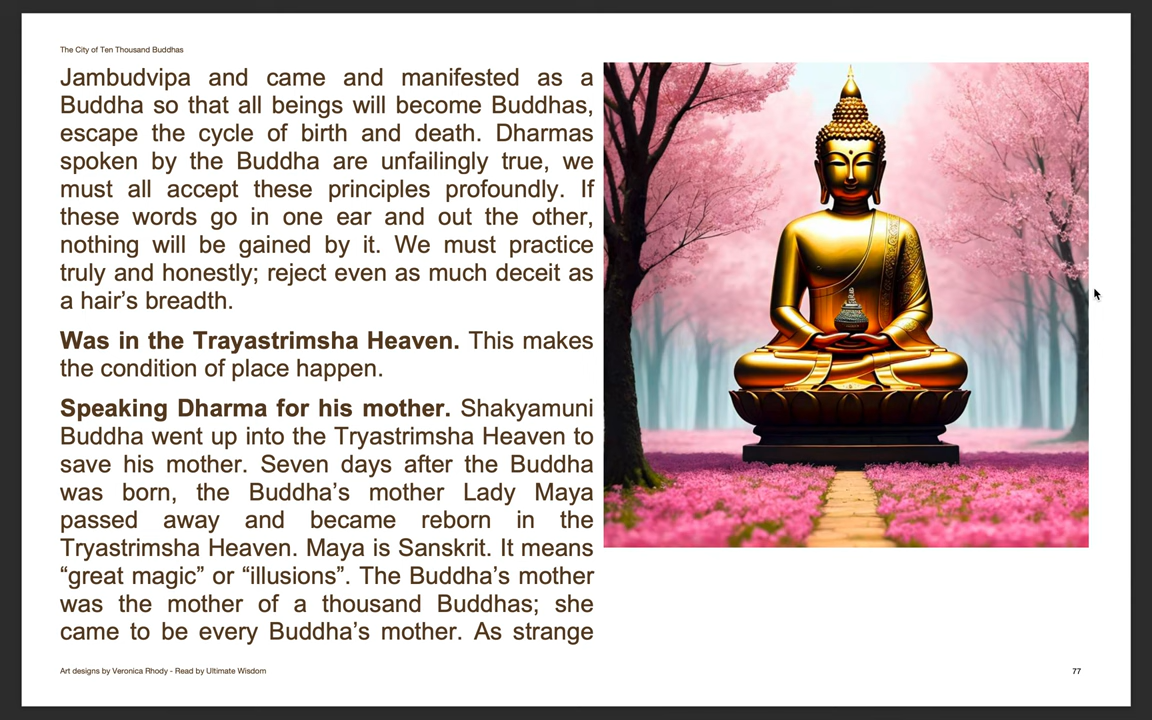 The City of Ten Thousand Buddhas
Jambudvipa and came and manifested as a
Buddha so that all beings will become Buddhas,
escape the cycle of birth and death. Dharmas
spoken by the Buddha are unfailingly true, we
must all accept these principles profoundly. If
these words go in one ear and out the other,
nothing will be gained by it. We must practice
truly and honestly; reject even as much deceit as
a hair’s breadth.
Was in the Trayastrimsha Heaven. This makes
the condition of place happen.
Speaking Dharma for his mother. Shakyamuni
Buddha went up into the Tryastrimsha Heaven to
save his mother. Seven days after the Buddha
was born, the Buddha’s mother Lady Maya
passed away and became reborn in the
Tryastrimsha Heaven. Maya is Sanskrit. It means
“great magic” or “illusions”. The Buddha’s mother
was the mother of a thousand Buddhas; she
came to be every Buddha’s mother. As strange
Art designs by Veronica Rhody - Read by Ultimate Wisdom
77